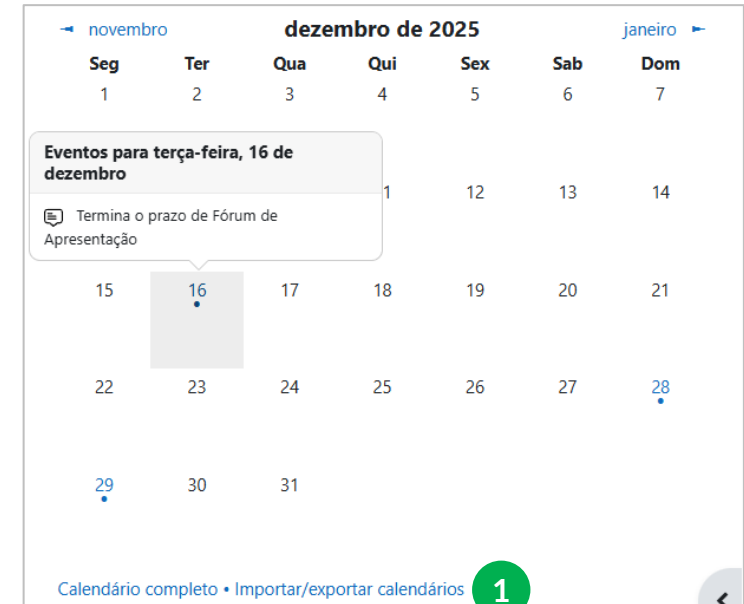 ◄ novembro dezembro de 2025 janeiro ►
Seg Ter Qua Qui Sex Sab Dom
1 2 3 4 5 6 7
Eventos para terça-feira, 16 de
dezembro
Termina o prazo de Fórum de
Apresentação
12 13 14
15 16 17 18 19 20 21
22 23 24 25 26 27 28
29 30 31
Calendário completo • Importar/exportar calendários 1